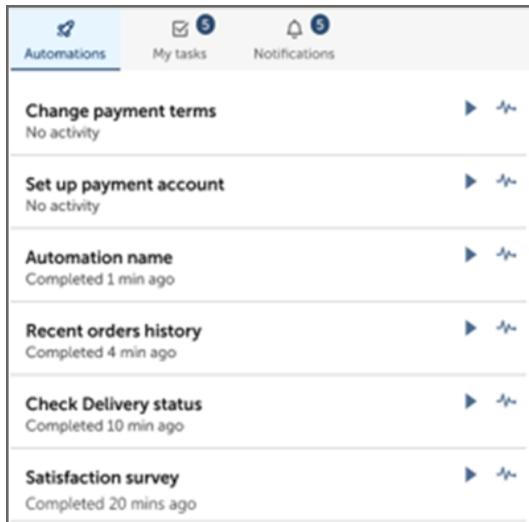 5 5
Automations My tasks Notifications
Change payment terms
No activity
Set up payment account
No activity
Automation name
Completed 1 min ago
Recent orders history
Completed 4 min ago
Check Delivery status
Completed 10 min ago
Satisfaction survey
Completed 20 mins ago